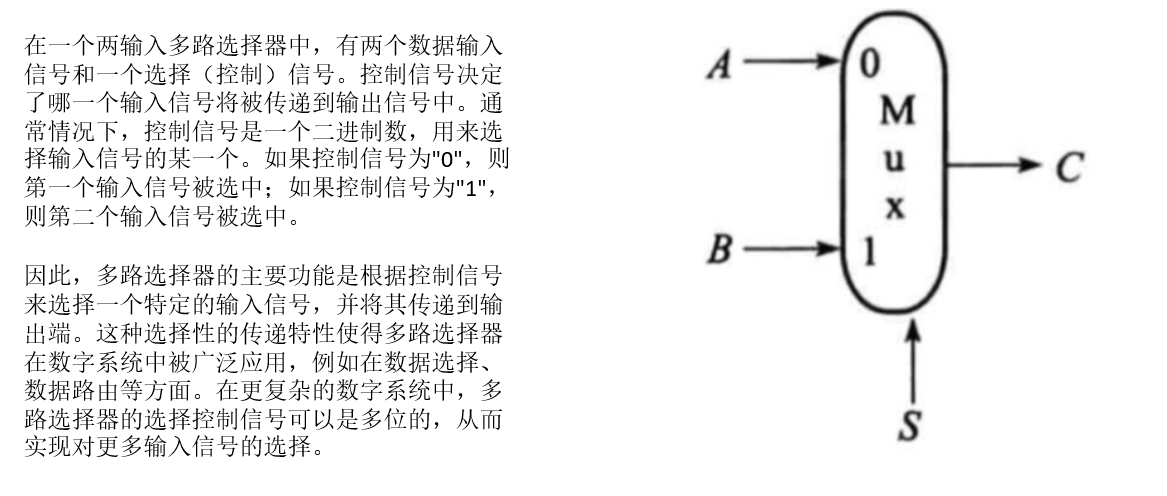 在一个两输入多路选择器中，有两个数据输入
信号和一个选择（控制）信号。控制信号决定
了哪一个输入信号将被传递到输出信号中。通
常情况下，控制信号是一个二进制数，用来选
择输入信号的某一个。如果控制信号为"0"，则
第一个输入信号被选中；如果控制信号为"1"，
则第二个输入信号被选中。
因此，多路选择器的主要功能是根据控制信号
来选择一个特定的输入信号，并将其传递到输
出端。这种选择性的传递特性使得多路选择器
在数字系统中被广泛应用，例如在数据选择、
数据路由等方面。在更复杂的数字系统中，多
路选择器的选择控制信号可以是多位的，从而
实现对更多输入信号的选择。
A
0
M
u
x
C
B
1
S